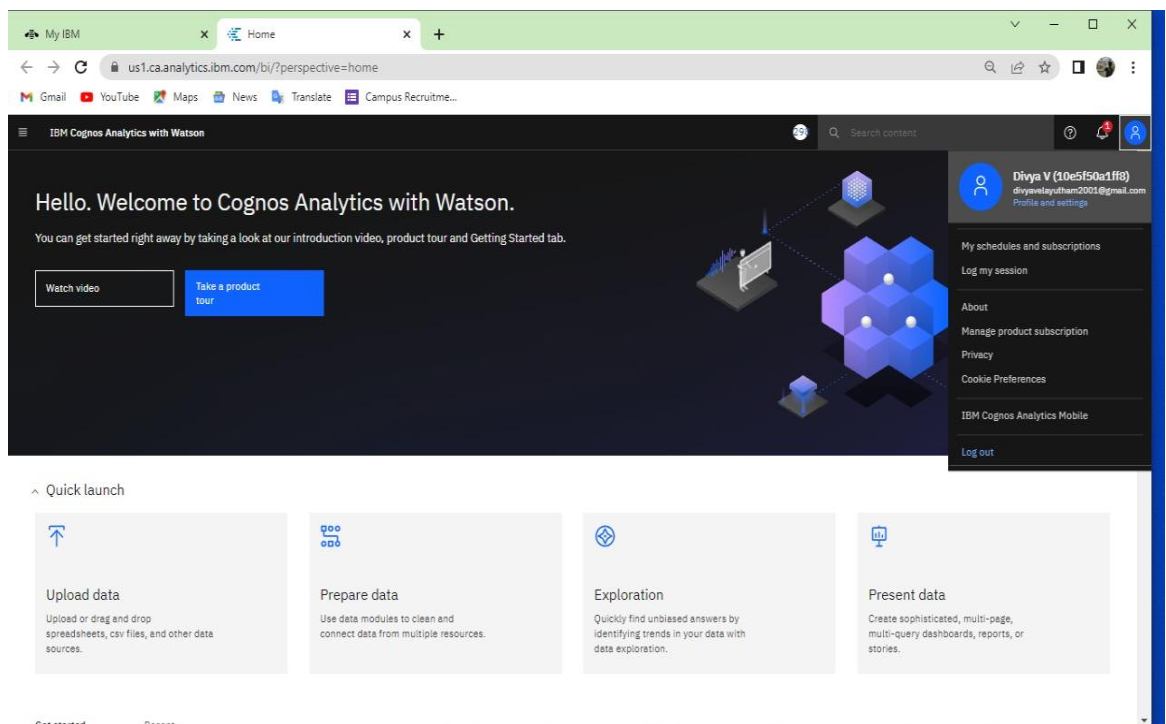 My IBM
Home
us1.ca.analytics.ibm.com/bi/?perspective=home
Gmail YouTube Maps News Translate Campus Recruitme...
IBM Cognos Analytics with Watson
Search content
1
Divya V (10e5f50a1ff8)
divyavelayutham2001@gmail.com
Profile and settings
My schedules and subscriptions
Log my session
About
Manage product subscription
Privacy
Cookie Preferences
IBM Cognos Analytics Mobile
Log out
Hello. Welcome to Cognos Analytics with Watson.
You can get started right away by taking a look at our introduction video, product tour and Getting Started tab.
Watch video
Take a product
tour
Quick launch
Upload data
Upload or drag and drop
spreadsheets, csv files, and other data
sources.
Prepare data
Use data modules to clean and
connect data from multiple resources.
Exploration
Quickly find unbiased answers by
identifying trends in your data with
data exploration.
Present data
Create sophisticated, multi-page,
multi-query dashboards, reports, or
stories.